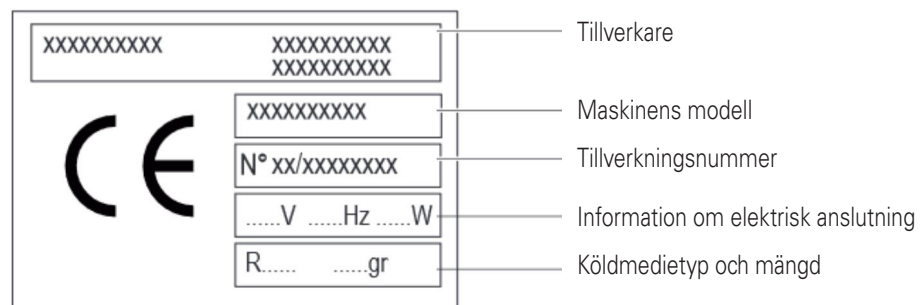 XXXXXXXXXX XXXXXXXXXX Tillverkare
XXXXXXXXXX
XXXXXXXXXX Maskinens modell
CE
N° xx/xxxxxxxx Tillverkningsnummer
......V ......Hz ......W Information om elektrisk anslutning
R...... ......gr Köldmedietyp och mängd